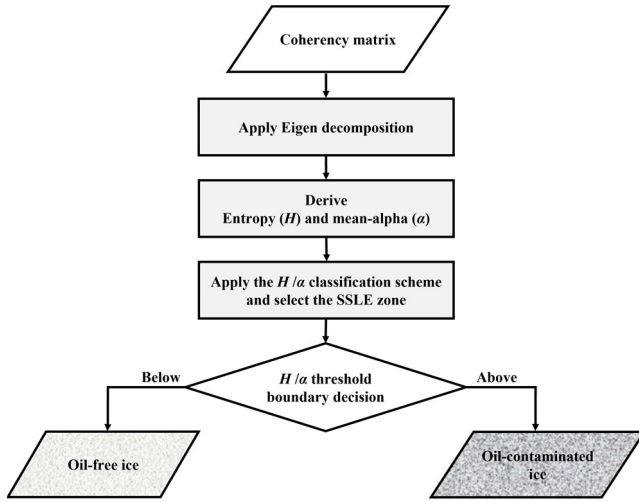 Coherency matrix
Apply Eigen decomposition
Derive
Entropy (H) and mean-alpha (α)
Apply the H /α classification scheme
and select the SSLE zone
Below
H /α threshold
boundary decision
Above
Oil-free ice
Oil-contaminated
ice